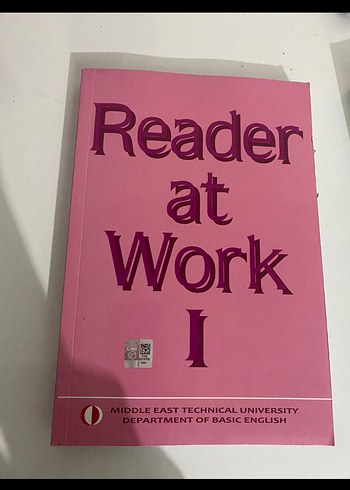 Reader
at
Work
I
MIDDLE EAST TECHNICAL UNIVERSITY
DEPARTMENT OF BASIC ENGLISH